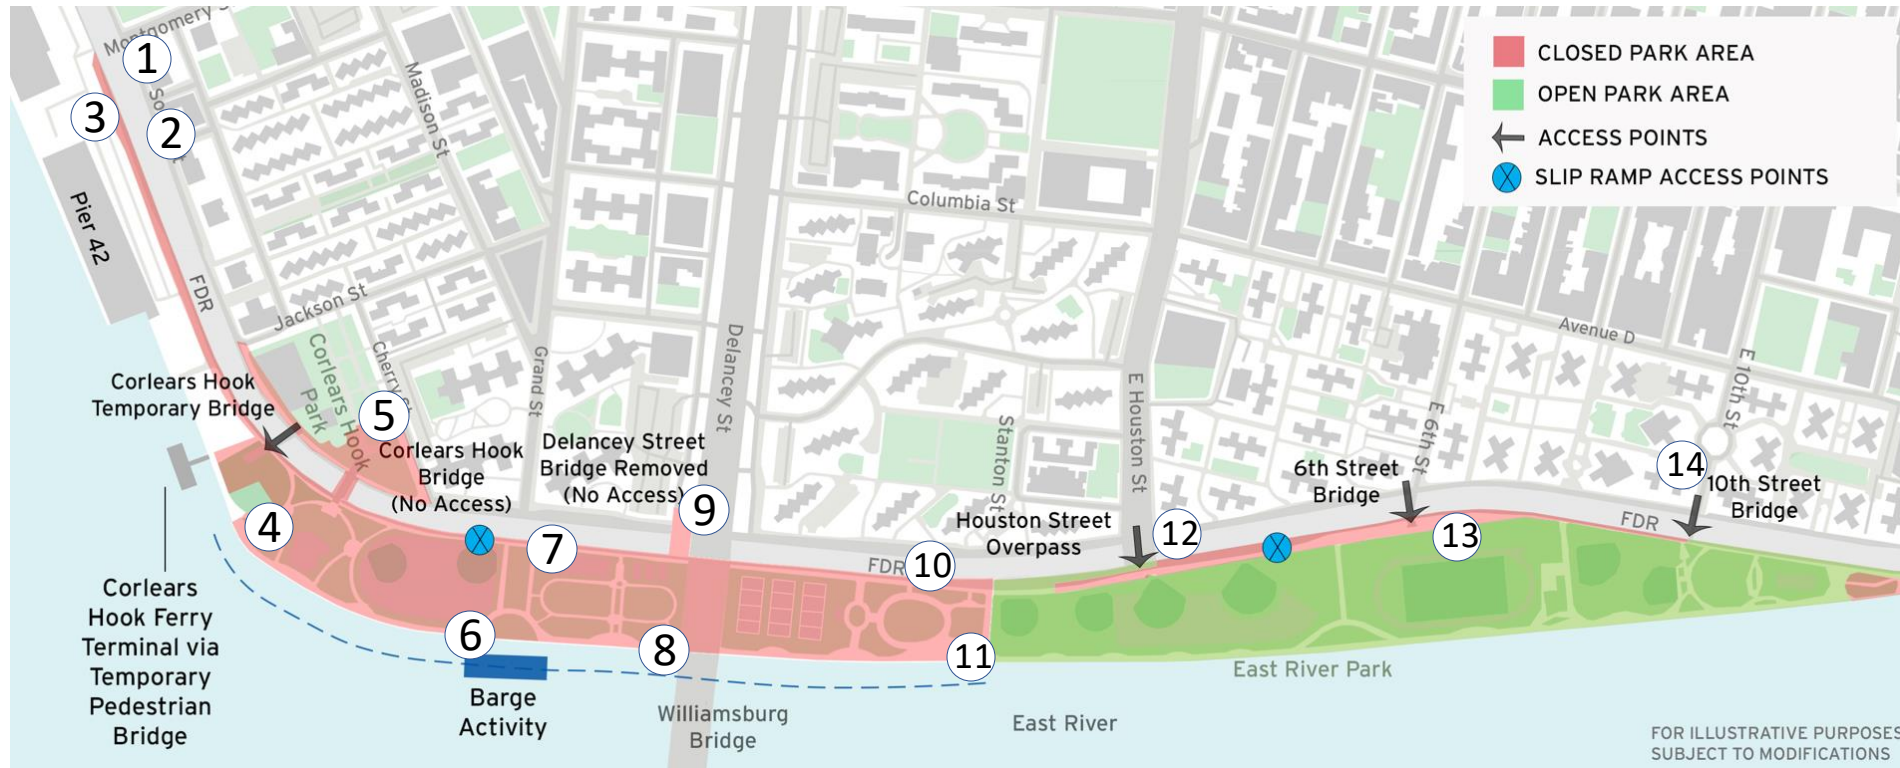 Montgomery S
1
2
3
So
Pier 42
FDR
Madison St
Jackson St
Cherry St
Corlears Hook
Park
Corlears Hook
Corlears Hook
Temporary Bridge
4
5
Corlears Hook
Bridge
(No Access)
Grand St
Delancey Street
Bridge Removed
(No Access)
Delancey St
6
7
8
9
Columbia St
Stanton St
FDR
10
11
Houston Street
Overpass
E Houston St
12
6th Street
Bridge
E 6th St
13
Avenue D
E 10th St
14
10th Street
Bridge
FDR
CLOSED PARK AREA
OPEN PARK AREA
ACCESS POINTS
SLIP RAMP ACCESS POINTS
Corlears
Hook Ferry
Terminal via
Temporary
Pedestrian
Bridge
Barge
Activity
Williamsburg
Bridge
East River
East River Park
FOR ILLUSTRATIVE PURPOSES
SUBJECT TO MODIFICATIONS